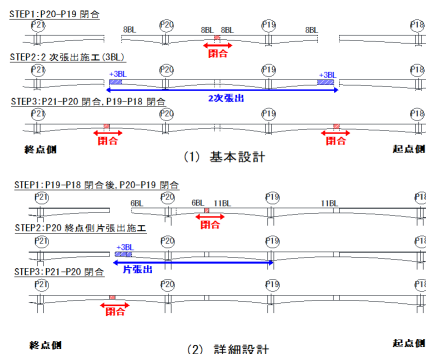 STEP1:P20-P19 閉合
P21 P20 P19 P18
8BL 8BL 8BL 8BL
閉合
STEP2:2 次張出施工(3BL)
P21 P20 P19 P18
+3BL +3BL
2次張出
STEP3:P21-P20 閉合,P19-P18 閉合
P21 P20 P19 P18
閉合 閉合
終点側 起点側
(1) 基本設計
STEP1:P19-P18 閉合後,P20-P19 閉合
P21 P20 P19 P18
6BL 6BL 11BL 11BL
閉合
STEP2:P20 終点側片張出施工
P21 P20 P19 P18
+3BL
片張出
STEP3:P21-P20 閉合
P21 P20 P19 P18
閉合
終点側 起点側
(2) 詳細設計